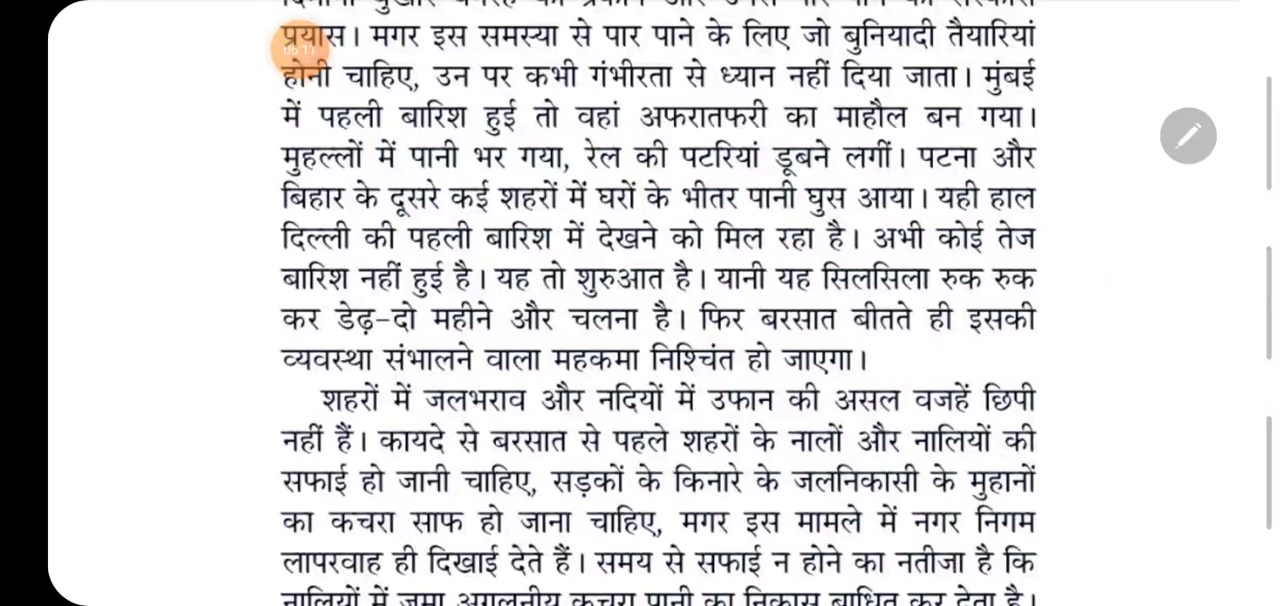 प्रयास। मगर इस समस्या से पार पाने के लिए जो बुनियादी तैयारियां
होनी चाहिए, उन पर कभी गंभीरता से ध्यान नहीं दिया जाता। मुंबई
में पहली बारिश हुई तो वहां अफरातफरी का माहौल बन गया।
मुहल्लों में पानी भर गया, रेल की पटरियां डूबने लगीं। पटना और
बिहार के दूसरे कई शहरों में घरों के भीतर पानी घुस आया। यही हाल
दिल्ली की पहली बारिश में देखने को मिल रहा है। अभी कोई तेज
बारिश नहीं हुई है। यह तो शुरुआत है। यानी यह सिलसिला रुक रुक
कर डेढ़-दो महीने और चलना है। फिर बरसात बीतते ही इसकी
व्यवस्था संभालने वाला महकमा निश्चिंत हो जाएगा।
शहरों में जलभराव और नदियों में उफान की असल वजहें छिपी
नहीं हैं। कायदे से बरसात से पहले शहरों के नालों और नालियों की
सफाई हो जानी चाहिए, सड़कों के किनारे के जलनिकासी के मुहानों
का कचरा साफ हो जाना चाहिए, मगर इस मामले में नगर निगम
लापरवाह ही दिखाई देते हैं। समय से सफाई न होने का नतीजा है कि
नालियों में जमा अगलनीय कचरा पानी का निकास बाधित कर देता है।